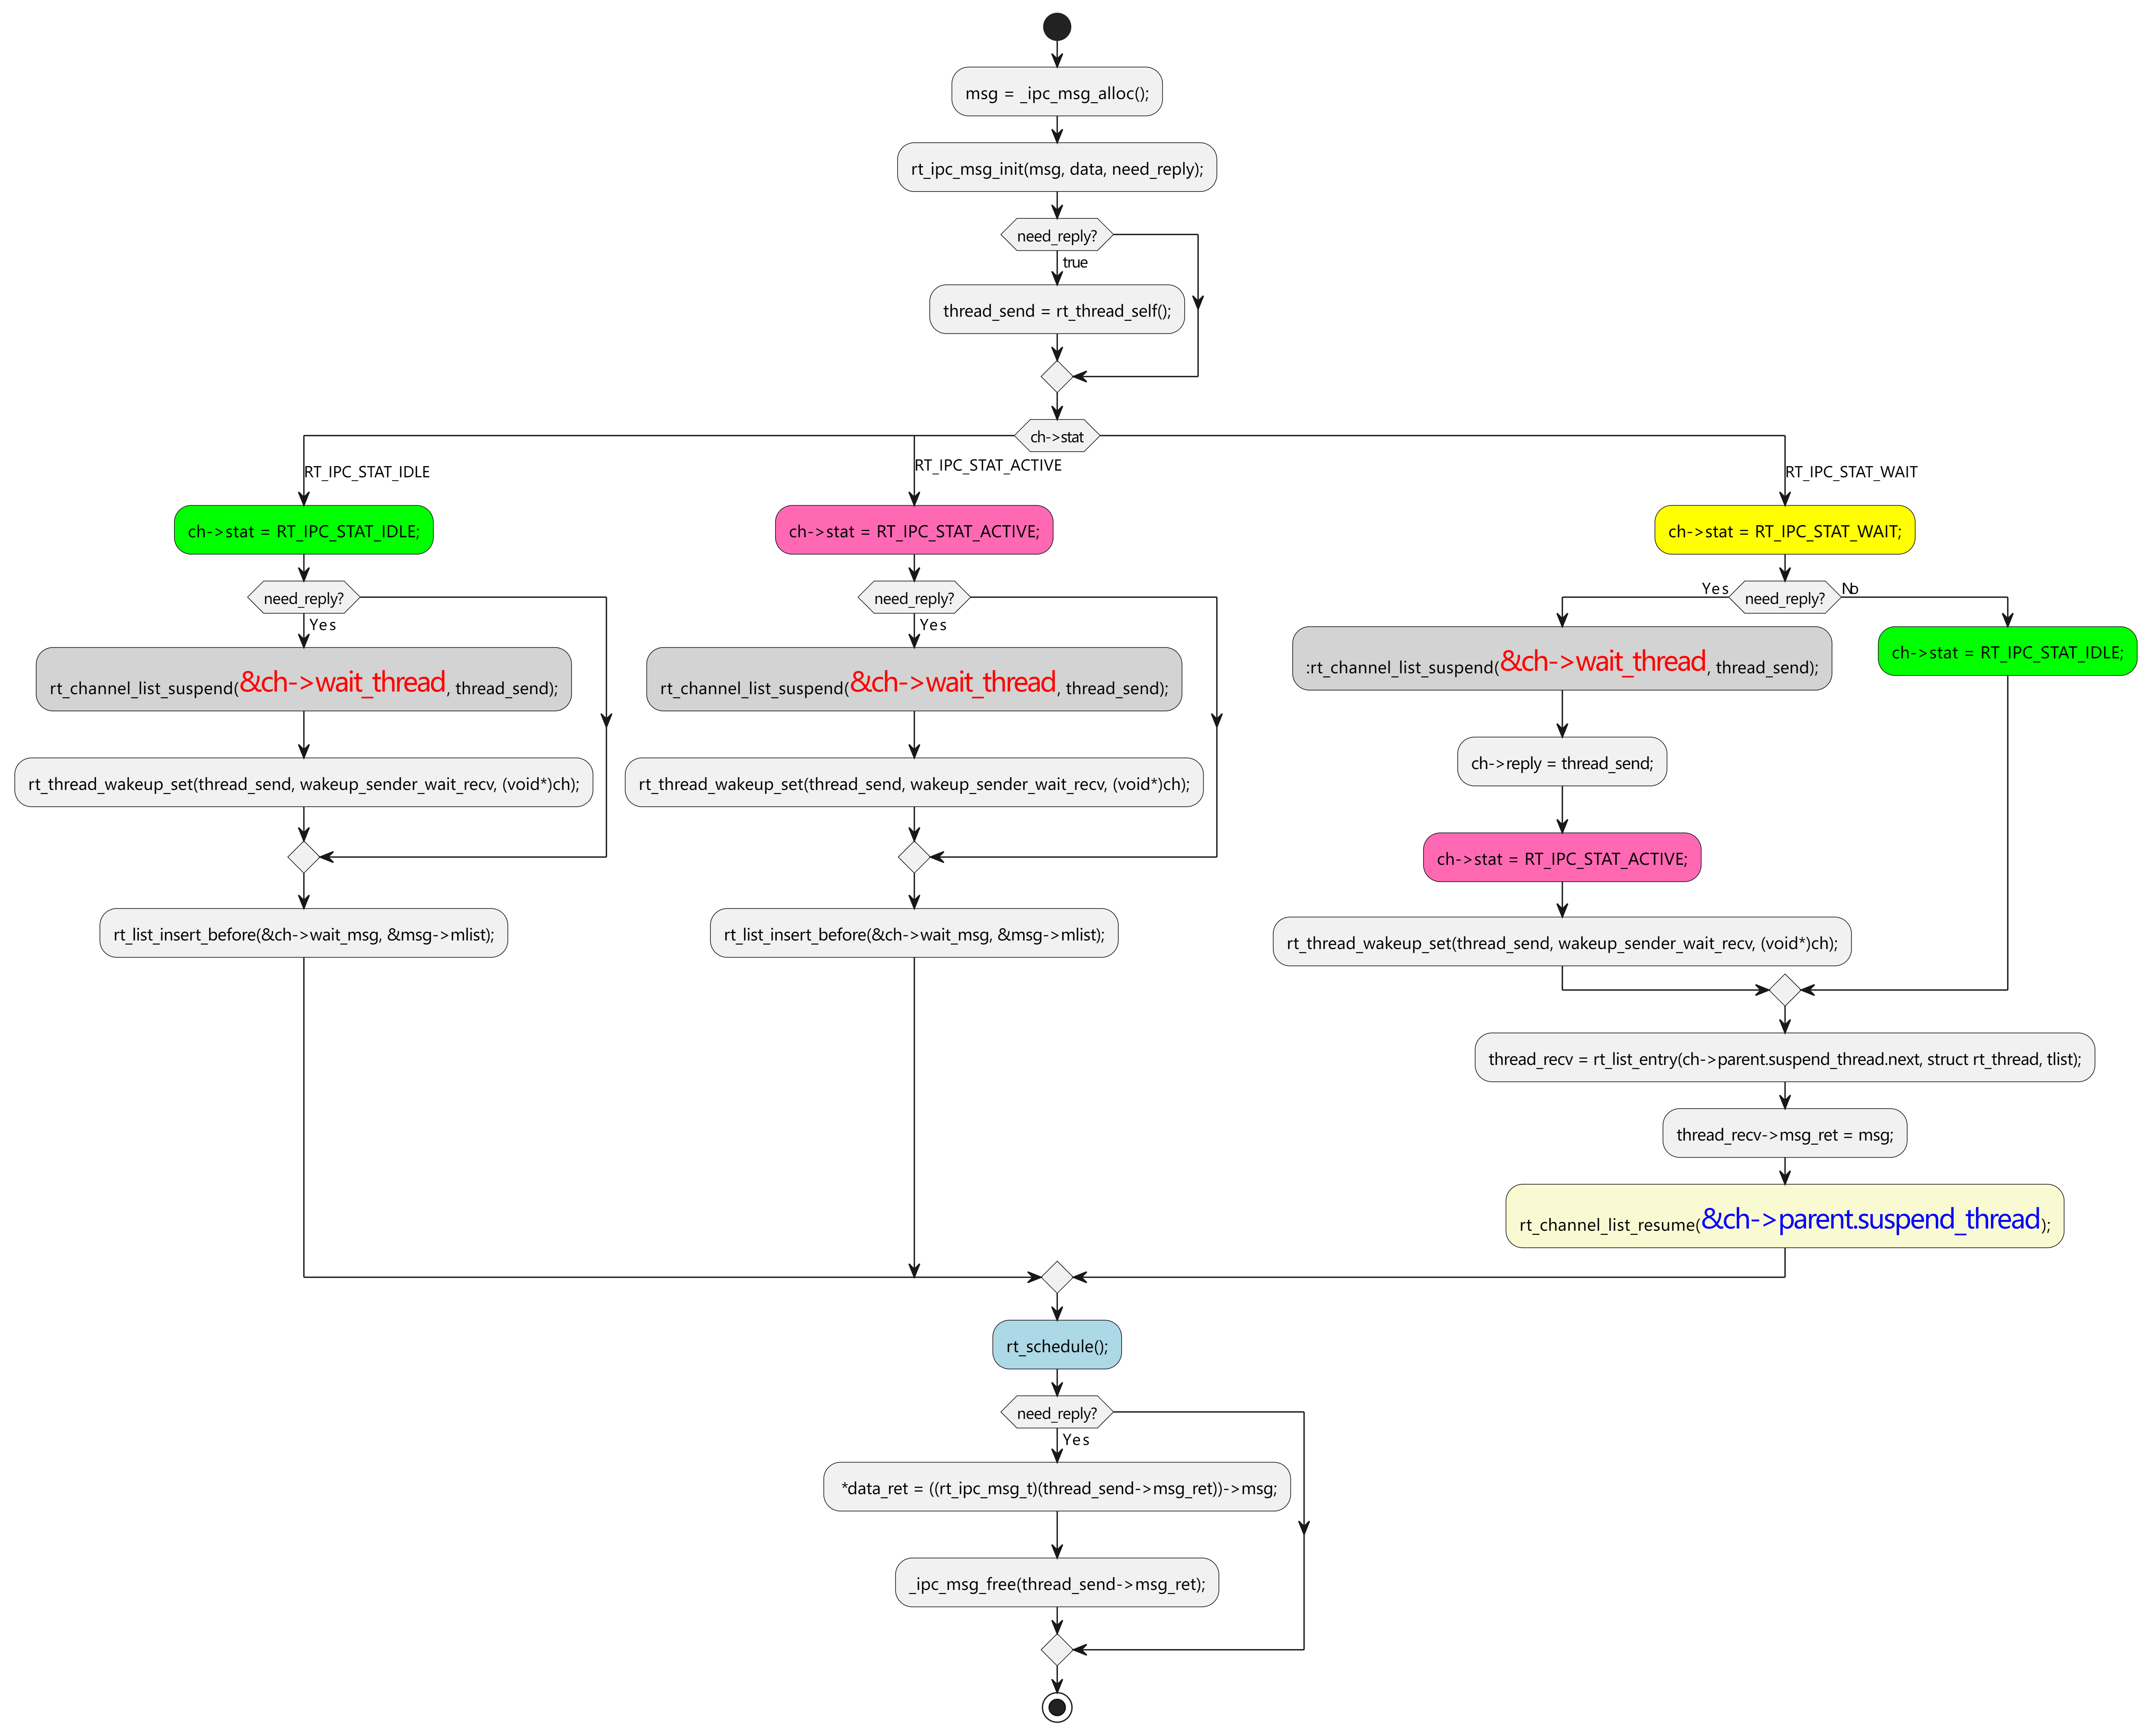 msg = _ipc_msg_alloc();
rt_ipc_msg_init(msg, data, need_reply);
need_reply?
true
thread_send = rt_thread_self();
ch->stat
RT_IPC_STAT_IDLE
ch->stat = RT_IPC_STAT_IDLE;
need_reply?
Yes
rt_channel_list_suspend(&ch->wait_thread, thread_send);
rt_thread_wakeup_set(thread_send, wakeup_sender_wait_recv, (void*)ch);
rt_list_insert_before(&ch->wait_msg, &msg->mlist);
RT_IPC_STAT_ACTIVE
ch->stat = RT_IPC_STAT_ACTIVE;
need_reply?
Yes
rt_channel_list_suspend(&ch->wait_thread, thread_send);
rt_thread_wakeup_set(thread_send, wakeup_sender_wait_recv, (void*)ch);
rt_list_insert_before(&ch->wait_msg, &msg->mlist);
RT_IPC_STAT_WAIT
ch->stat = RT_IPC_STAT_WAIT;
Yes
need_reply?
No
:rt_channel_list_suspend(&ch->wait_thread, thread_send);
ch->reply = thread_send;
ch->stat = RT_IPC_STAT_ACTIVE;
rt_thread_wakeup_set(thread_send, wakeup_sender_wait_recv, (void*)ch);
ch->stat = RT_IPC_STAT_IDLE;
thread_recv = rt_list_entry(ch->parent.suspend_thread.next, struct rt_thread, tlist);
thread_recv->msg_ret = msg;
rt_channel_list_resume(&ch->parent.suspend_thread);
rt_schedule();
need_reply?
Yes
*data_ret = ((rt_ipc_msg_t)(thread_send->msg_ret))->msg;
_ipc_msg_free(thread_send->msg_ret);